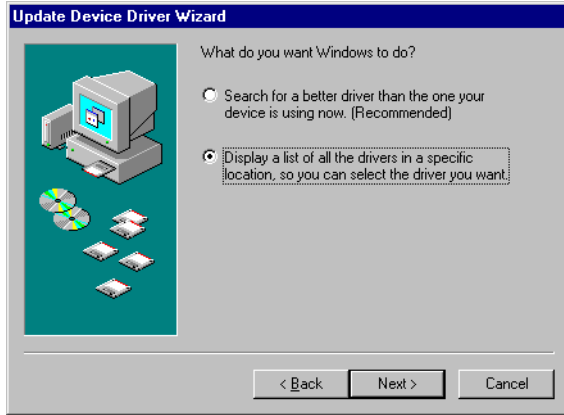 Update Device Driver Wizard
What do you want Windows to do?
Search for a better driver than the one your
device is using now. (Recommended)
Display a list of all the drivers in a specific
location, so you can select the driver you want.
< Back
Next >
Cancel